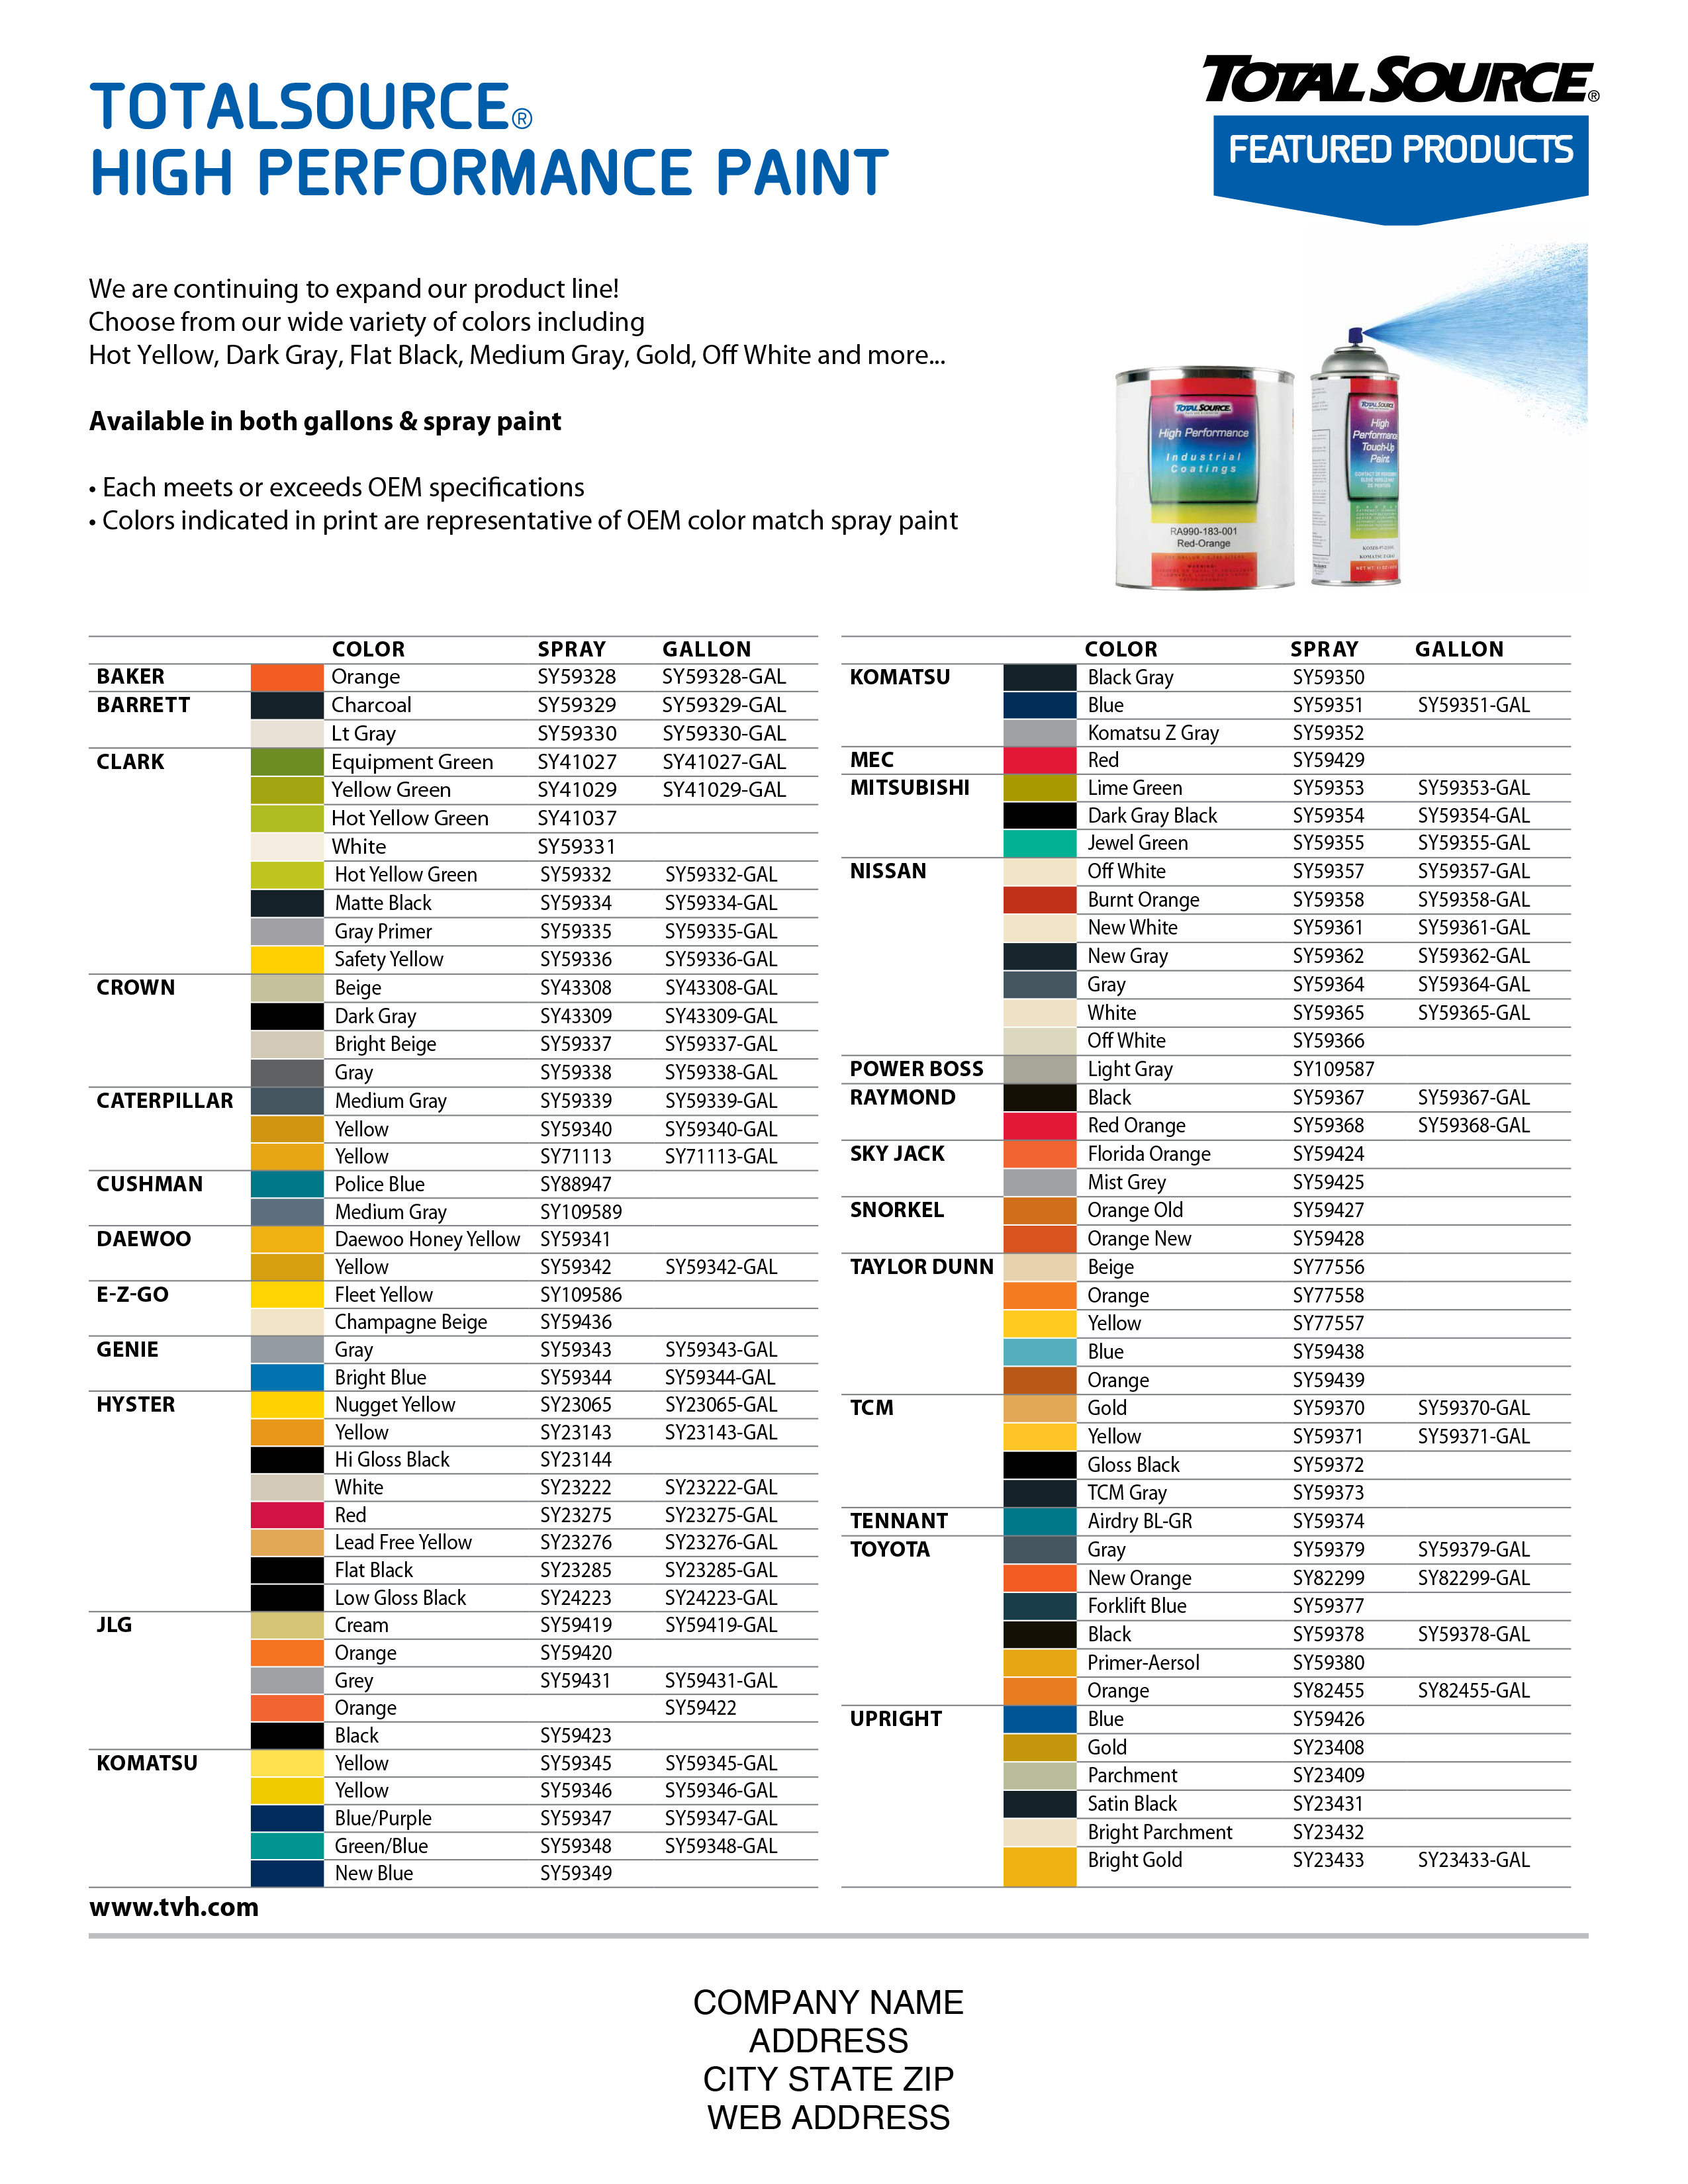 TOTALSOURCE®
HIGH PERFORMANCE PAINT
TOTALSOURCE®
FEATURED PRODUCTS
We are continuing to expand our product line!
Choose from our wide variety of colors including
Hot Yellow, Dark Gray, Flat Black, Medium Gray, Gold, Off White and more...
Available in both gallons & spray paint
• Each meets or exceeds OEM specifications
• Colors indicated in print are representative of OEM color match spray paint
TOTALSOURCE
High Performance
Industrial
Coatings
RA990-183-001
Red-Orange
TOTALSOURCE
High
Performance
Touch-Up
Paint
COLOR SPRAY GALLON
BAKER Orange SY59328 SY59328-GAL
BARRETT Charcoal SY59329 SY59329-GAL
Lt Gray SY59330 SY59330-GAL
CLARK Equipment Green SY41027 SY41027-GAL
Yellow Green SY41029 SY41029-GAL
Hot Yellow Green SY41037
White SY59331
Hot Yellow Green SY59332 SY59332-GAL
Matte Black SY59334 SY59334-GAL
Gray Primer SY59335 SY59335-GAL
Safety Yellow SY59336 SY59336-GAL
CROWN Beige SY43308 SY43308-GAL
Dark Gray SY43309 SY43309-GAL
Bright Beige SY59337 SY59337-GAL
Gray SY59338 SY59338-GAL
CATERPILLAR Medium Gray SY59339 SY59339-GAL
Yellow SY59340 SY59340-GAL
Yellow SY71113 SY71113-GAL
CUSHMAN Police Blue SY88947
Medium Gray SY109589
DAEWOO Daewoo Honey Yellow SY59341
Yellow SY59342 SY59342-GAL
E-Z-GO Fleet Yellow SY109586
Champagne Beige SY59436
GENIE Gray SY59343 SY59343-GAL
Bright Blue SY59344 SY59344-GAL
HYSTER Nugget Yellow SY23065 SY23065-GAL
Yellow SY23143 SY23143-GAL
Hi Gloss Black SY23144
White SY23222 SY23222-GAL
Red SY23275 SY23275-GAL
Lead Free Yellow SY23276 SY23276-GAL
Flat Black SY23285 SY23285-GAL
Low Gloss Black SY24223 SY24223-GAL
JLG Cream SY59419 SY59419-GAL
Orange SY59420
Grey SY59431 SY59431-GAL
Orange SY59422
Black SY59423
KOMATSU Yellow SY59345 SY59345-GAL
Yellow SY59346 SY59346-GAL
Blue/Purple SY59347 SY59347-GAL
Green/Blue SY59348 SY59348-GAL
New Blue SY59349
COLOR SPRAY GALLON
KOMATSU Black Gray SY59350
Blue SY59351 SY59351-GAL
Komatsu Z Gray SY59352
MEC Red SY59429
MITSUBISHI Lime Green SY59353 SY59353-GAL
Dark Gray Black SY59354 SY59354-GAL
Jewel Green SY59355 SY59355-GAL
NISSAN Off White SY59357 SY59357-GAL
Burnt Orange SY59358 SY59358-GAL
New White SY59361 SY59361-GAL
New Gray SY59362 SY59362-GAL
Gray SY59364 SY59364-GAL
White SY59365 SY59365-GAL
Off White SY59366
POWER BOSS Light Gray SY109587
RAYMOND Black SY59367 SY59367-GAL
Red Orange SY59368 SY59368-GAL
SKY JACK Florida Orange SY59424
Mist Grey SY59425
SNORKEL Orange Old SY59427
Orange New SY59428
TAYLOR DUNN Beige SY77556
Orange SY77558
Yellow SY77557
Blue SY59438
Orange SY59439
TCM Gold SY59370 SY59370-GAL
Yellow SY59371 SY59371-GAL
Gloss Black SY59372
TCM Gray SY59373
TENNANT Airdry BL-GR SY59374
TOYOTA Gray SY59379 SY59379-GAL
New Orange SY82299 SY82299-GAL
Forklift Blue SY59377
Black SY59378 SY59378-GAL
Primer-Aersol SY59380
Orange SY82455 SY82455-GAL
UPRIGHT Blue SY59426
Gold SY23408
Parchment SY23409
Satin Black SY23431
Bright Parchment SY23432
Bright Gold SY23433 SY23433-GAL
www.tvh.com
COMPANY NAME
ADDRESS
CITY STATE ZIP
WEB ADDRESS